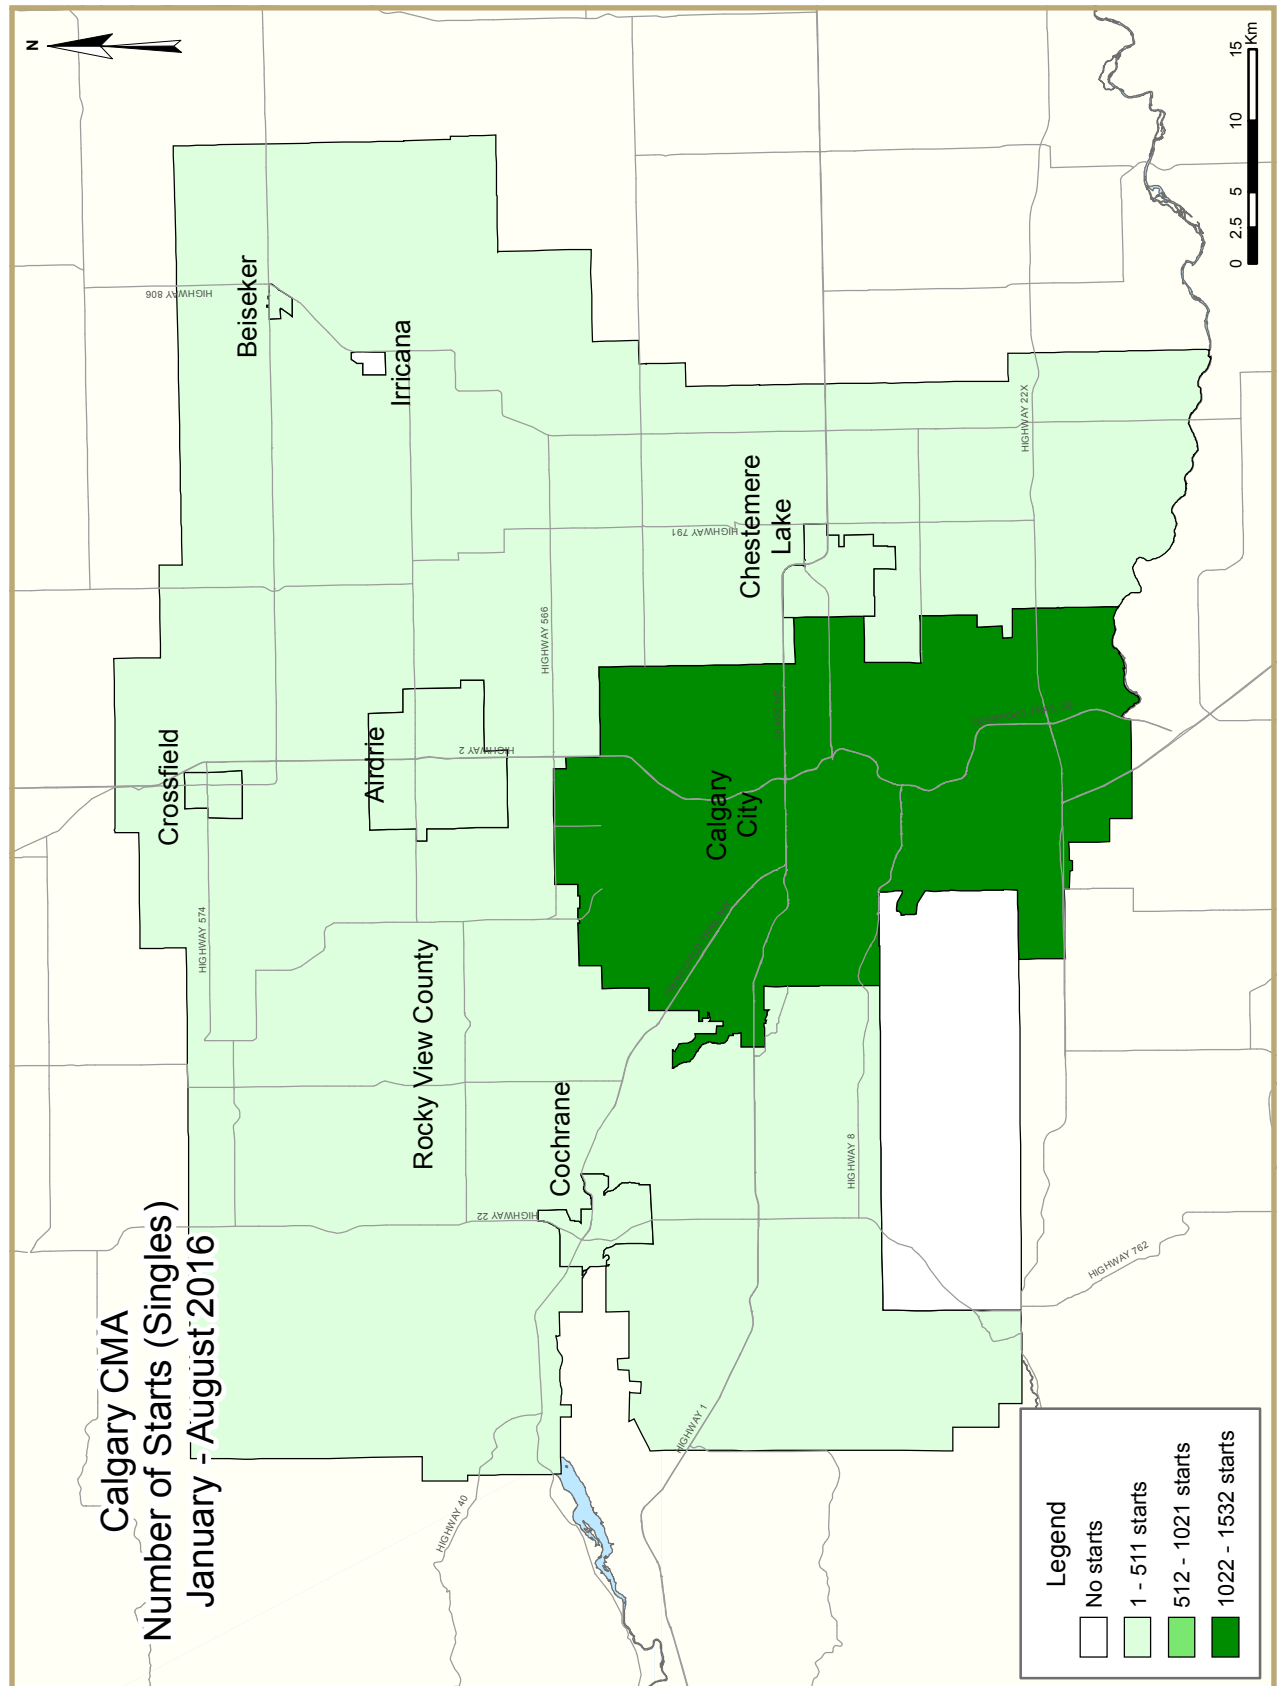 Calgary CMA
Number of Starts (Singles)
January - August 2016
N
Crossfield
Beiseker
Irricana
Airdrie
Rocky View County
Cochrane
Calgary
City
Chestemere
Lake
HIGHWAY 806
HIGHWAY 574
HIGHWAY 2
HIGHWAY 566
HIGHWAY 791
HIGHWAY 22X
HIGHWAY 22
HIGHWAY 8
HIGHWAY 1
HIGHWAY 40
HIGHWAY 762
Legend
No starts
1 - 511 starts
512 - 1021 starts
1022 - 1532 starts
0 2.5 5 10 15
Km